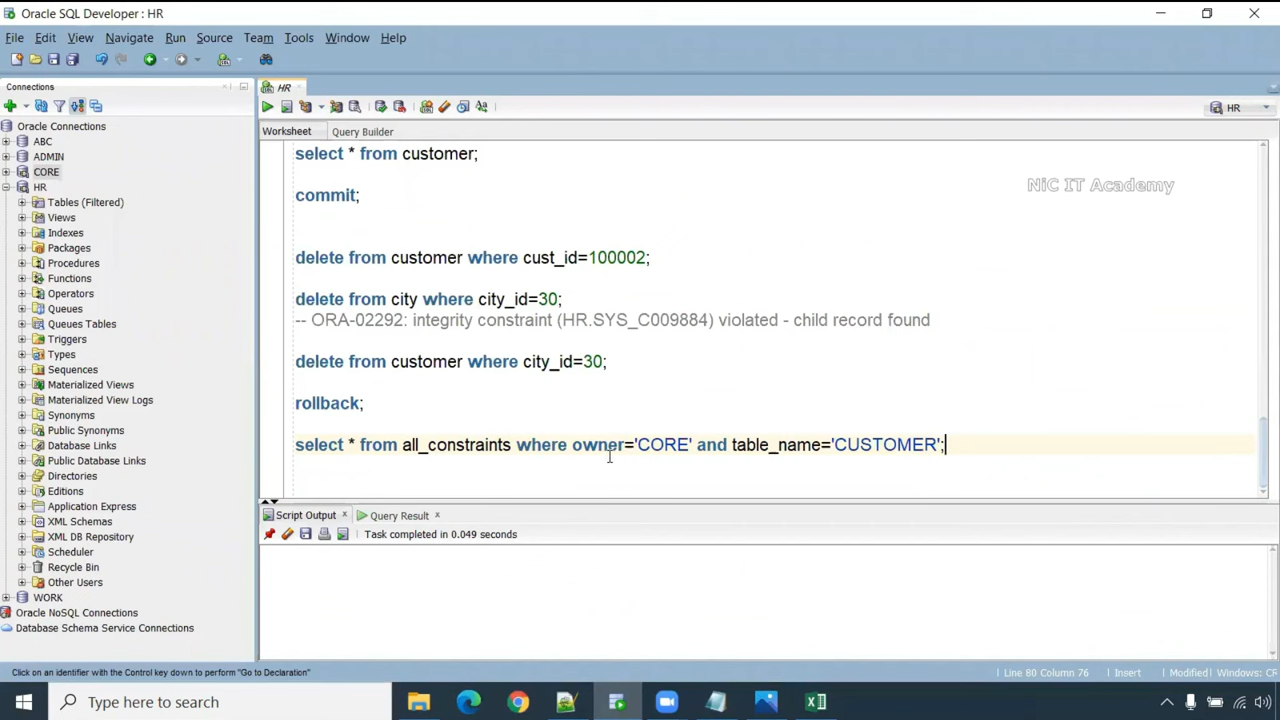 Oracle SQL Developer : HR
File Edit View Navigate Run Source Team Tools Window Help
Connections
Oracle Connections
ABC
ADMIN
CORE
HR
Tables (Filtered)
Views
Indexes
Packages
Procedures
Functions
Operators
Queues
Queues Tables
Triggers
Types
Sequences
Materialized Views
Materialized View Logs
Synonyms
Public Synonyms
Database Links
Public Database Links
Directories
Editions
Application Express
XML Schemas
XML DB Repository
Scheduler
Recycle Bin
Other Users
WORK
Oracle NoSQL Connections
Database Schema Service Connections
HR
HR
Worksheet Query Builder
select * from customer;
NiC IT Academy
commit;
delete from customer where cust_id=100002;
delete from city where city_id=30;
-- ORA-02292: integrity constraint (HR.SYS_C009884) violated - child record found
delete from customer where city_id=30;
rollback;
select * from all_constraints where owner='CORE' and table_name='CUSTOMER';
Script Output Query Result
Task completed in 0.049 seconds
Click on an identifier with the Control key down to perform "Go to Declaration"
Line 80 Column 76 Insert Modified Windows: CF
Type here to search